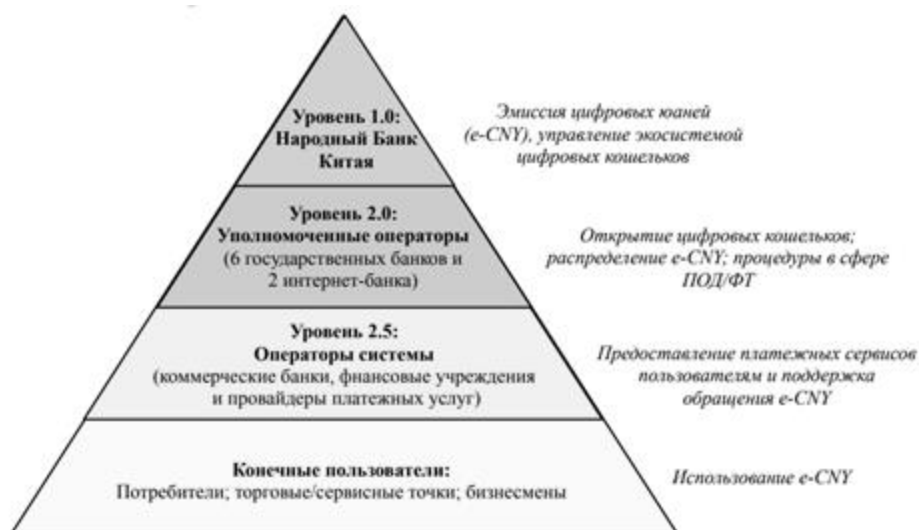 Уровень 1.0:
Народный Банк
Китая
Эмиссия цифровых юаней
(e-CNY), управление экосистемой
цифровых кошельков
Уровень 2.0:
Уполномоченные операторы
(6 государственных банков и
2 интернет-банка)
Открытие цифровых кошельков;
распределение e-CNY; процедуры в сфере
ПОД/ФТ
Уровень 2.5:
Операторы системы
(коммерческие банки, финансовые учреждения
и провайдеры платежных услуг)
Предоставление платежных сервисов
пользователям и поддержка
обращения e-CNY
Конечные пользователи:
Потребители; торговые/сервисные точки; бизнесмены
Использование e-CNY